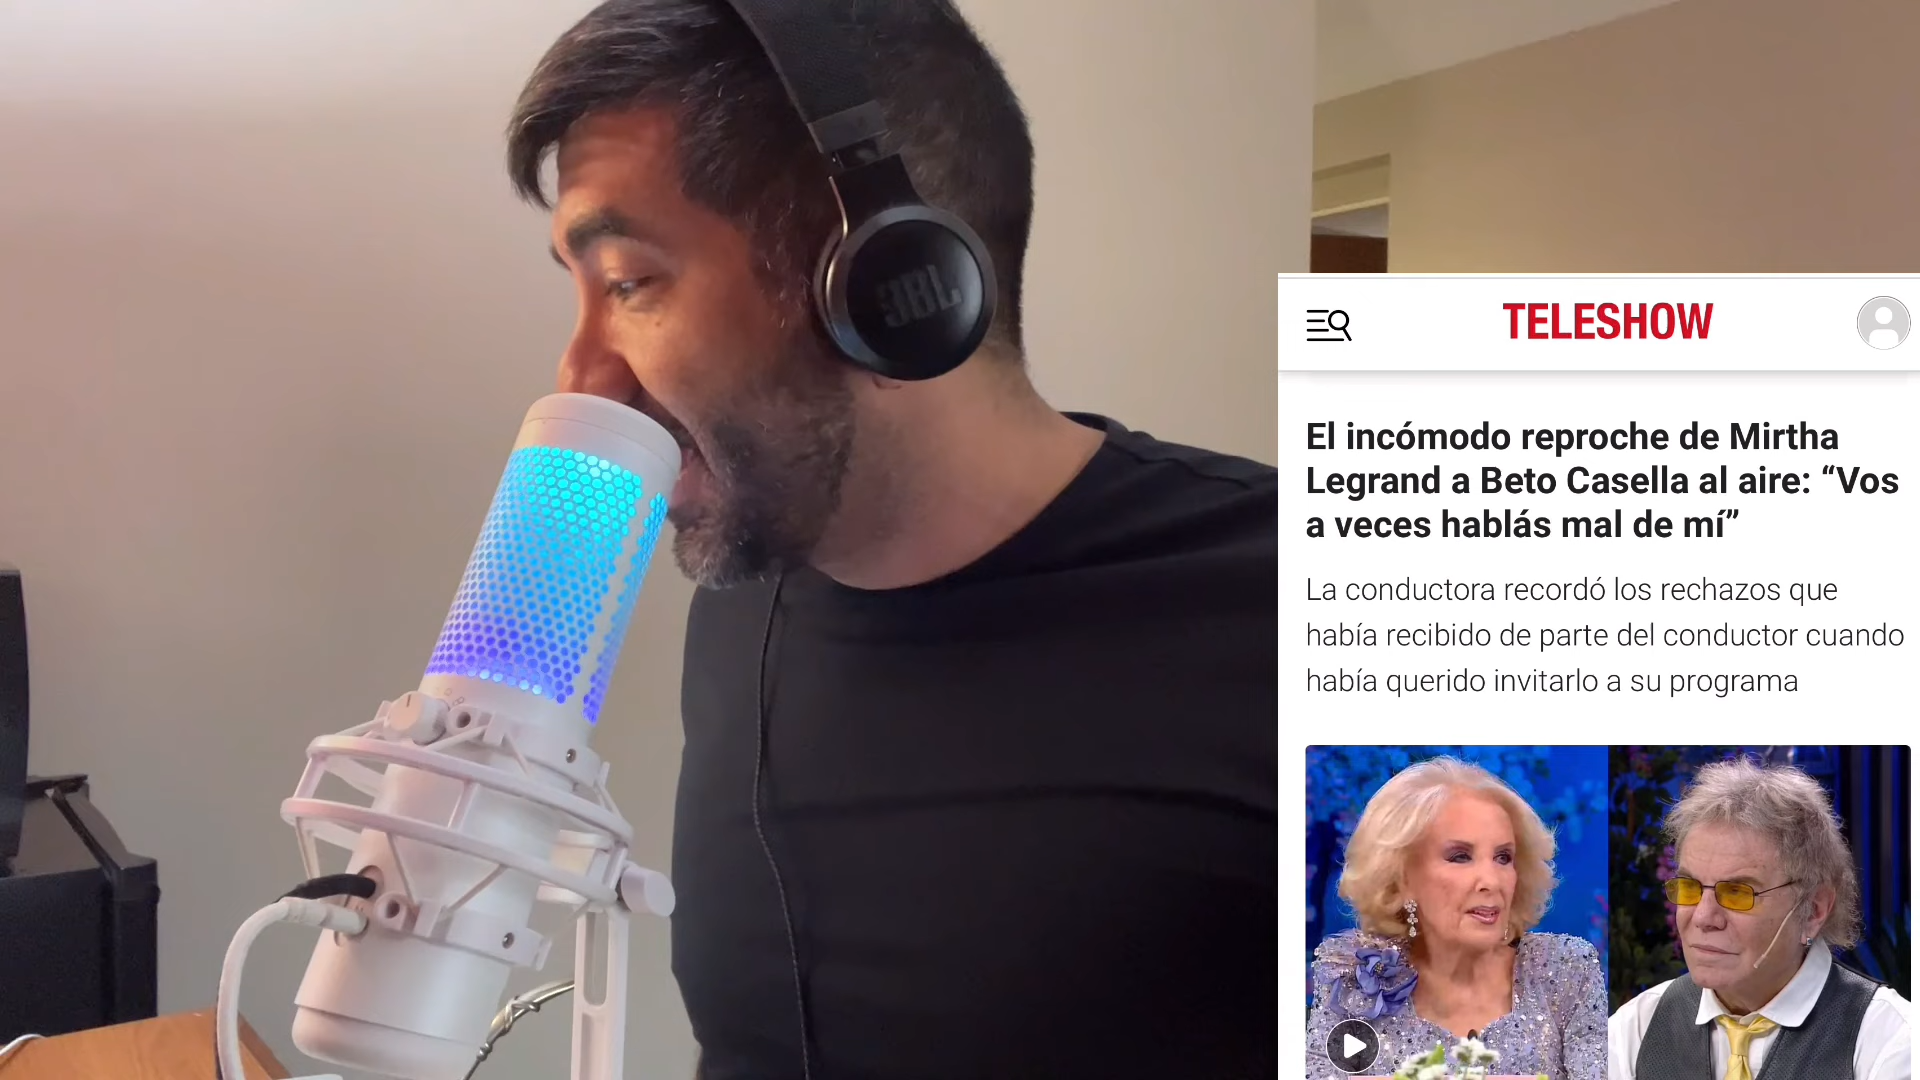 JBL
TELESHOW
El incómodo reproche de Mirtha
Legrand a Beto Casella al aire: “Vos
a veces hablás mal de mí”
La conductora recordó los rechazos que
había recibido de parte del conductor cuando
había querido invitarlo a su programa